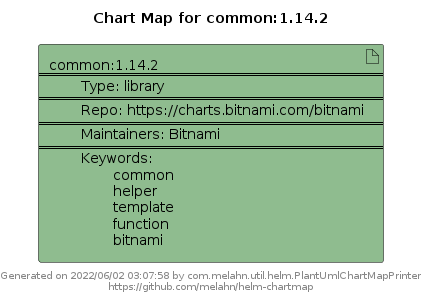 Chart Map for common:1.14.2
common:1.14.2
Type: library
Repo: https://charts.bitnami.com/bitnami
Maintainers: Bitnami
Keywords:
common
helper
template
function
bitnami
Generated on 2022/06/02 03:07:58 by com.melahn.util.helm.PlantUmlChartMapPrinter
https://github.com/melahn/helm-chartmap